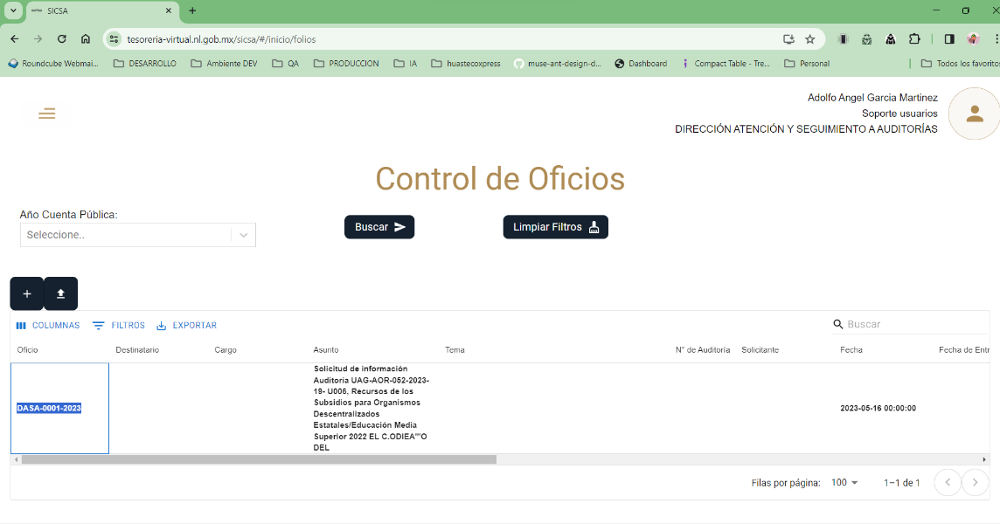 SICSA
tesoreria-virtual.nl.gob.mx/sicsa/#/inicio/folios
Roundcube Webmai... DESARROLLO Ambiente DEV QA PRODUCCION IA huastecoxpress muse-ant-design-d... Dashboard Compact Table - Tre... Personal Todos los favoritos
Adolfo Angel Garcia Martinez
Soporte usuarios
DIRECCIÓN ATENCIÓN Y SEGUIMIENTO A AUDITORÍAS
Control de Oficios
Año Cuenta Pública:
Seleccione..
Buscar
Limpiar Filtros
COLUMNAS FILTROS EXPORTAR Buscar
Oficio Destinatario Cargo Asunto Tema N° de Auditoría Solicitante Fecha Fecha de Entr
Solicitud de información
Auditoría UAG-AOR-052-2023-
19- U006, Recursos de los
Subsidios para Organismos
Descentralizados
Estatales/Educación Media
Superior 2022 EL C.ODIEA"'O
DEL
DASA-0001-2023 2023-05-16 00:00:00
Filas por página: 100 1–1 de 1